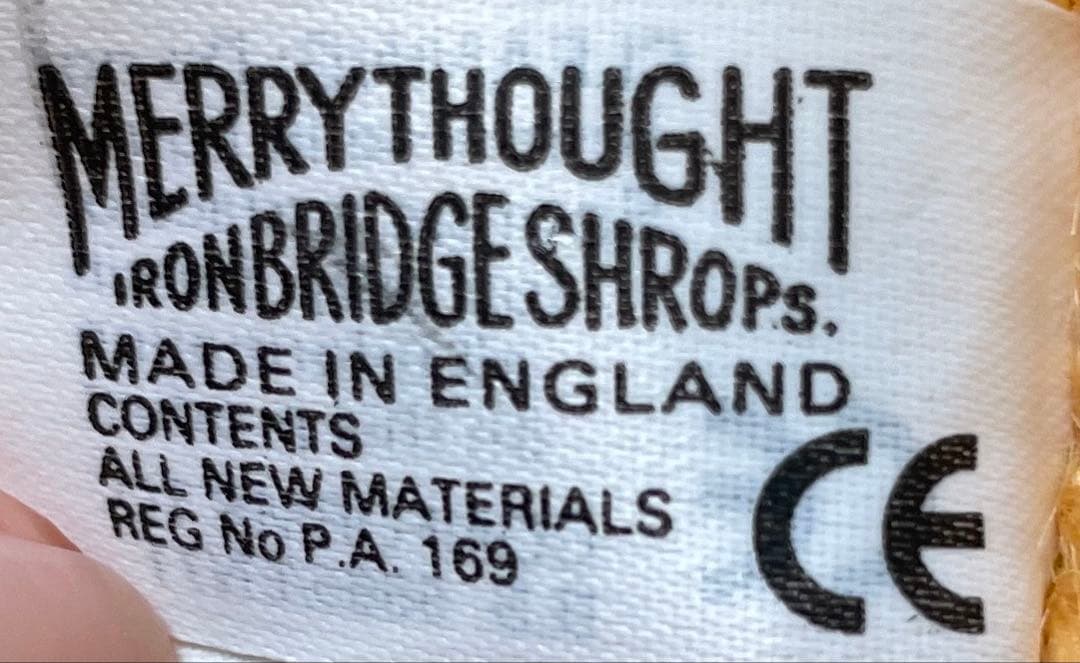 MERRYTHOUGHT
IRONBRIDGE SHROPS.
MADE IN ENGLAND
CONTENTS
ALL NEW MATERIALS
REG No P.A. 169
CE